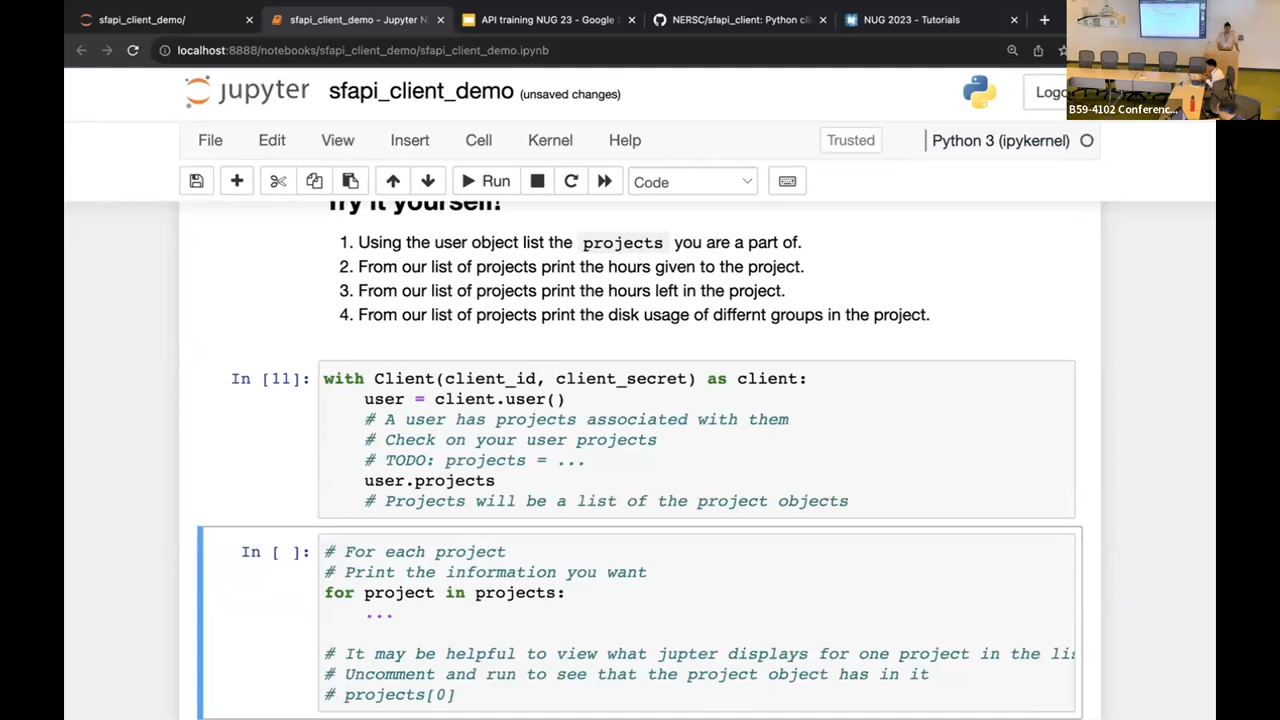 sfapi_client_demo/
sfapi_client_demo - Jupyter N
API training NUG 23 - Google S
NERSC/sfapi_client: Python cli
NUG 2023 - Tutorials
localhost:8888/notebooks/sfapi_client_demo/sfapi_client_demo.ipynb
B59-4102 Conferenc...
jupyter
sfapi_client_demo (unsaved changes)
Logo
File Edit View Insert Cell Kernel Help
Trusted
Python 3 (ipykernel)
Run
Code
Try it yourself!
1. Using the user object list the projects you are a part of.
2. From our list of projects print the hours given to the project.
3. From our list of projects print the hours left in the project.
4. From our list of projects print the disk usage of differnt groups in the project.
In [11]:
with Client(client_id, client_secret) as client:
user = client.user()
# A user has projects associated with them
# Check on your user projects
# TODO: projects = ...
user.projects
# Projects will be a list of the project objects
In [ ]:
# For each project
# Print the information you want
for project in projects:
...
# It may be helpful to view what jupter displays for one project in the lis
# Uncomment and run to see that the project object has in it
# projects[0]